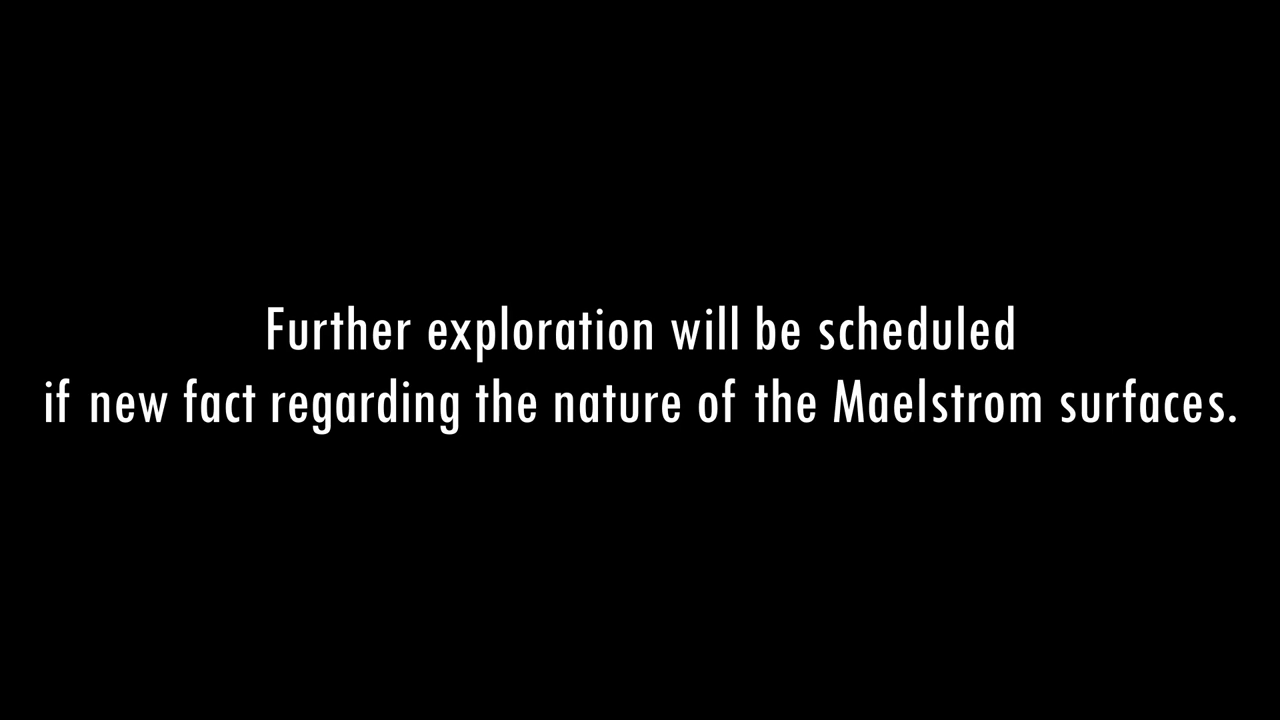 Further exploration will be scheduled
if new fact regarding the nature of the Maelstrom surfaces.